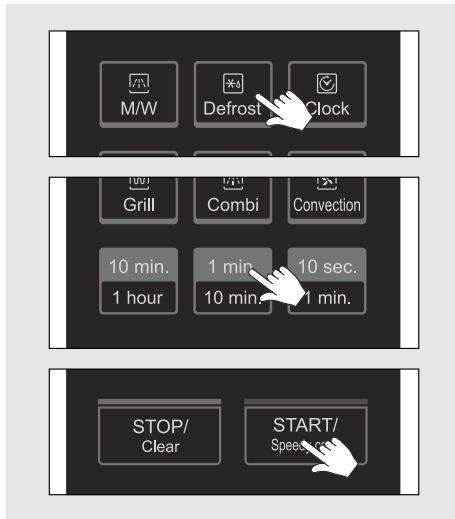 M/W
Defrost
Clock
Grill
Combi
Convection
10 min.
1 min.
10 sec.
1 hour
10 min.
1 min.
STOP/
Clear
START/
Speedy